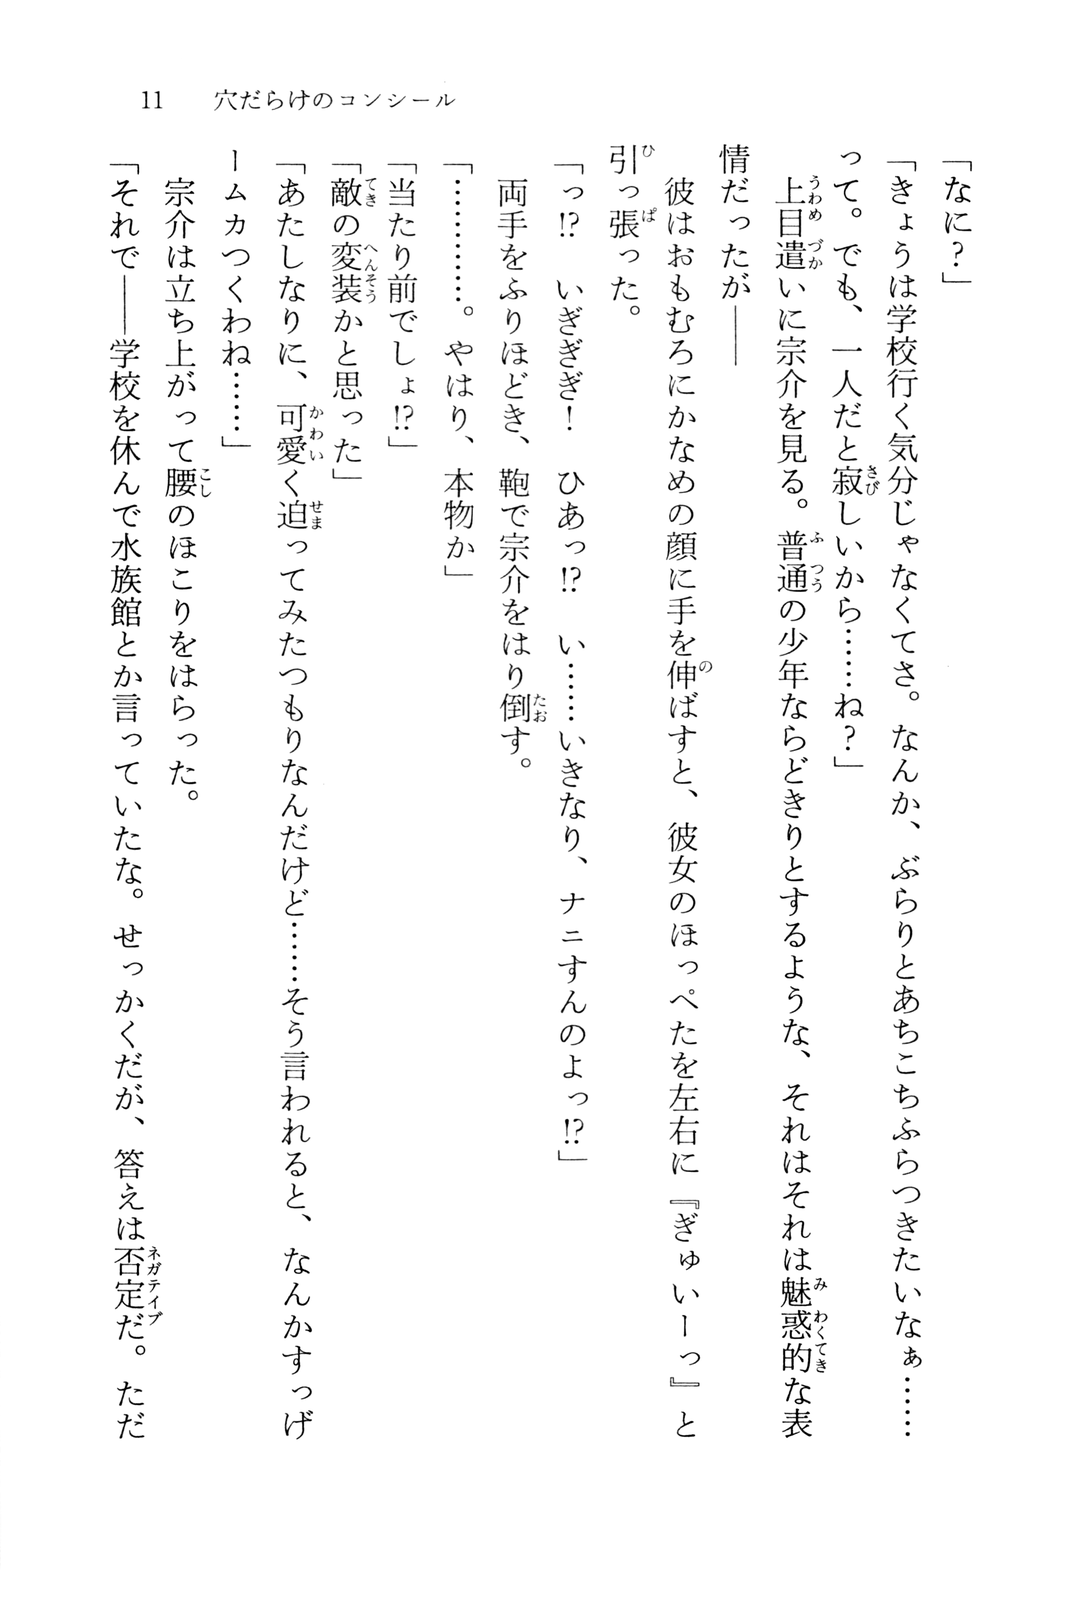 11　穴だらけのコンシール
「なに？」
「きょうは学校行く気分じゃなくてさ。なんか、ぶらりとあちこちふらつきたいなぁ……
って。でも、一人だと寂しいから……ね？」
　上目遣いに宗介を見る。普通の少年ならどきりとするような、それはそれは魅惑的な表
情だったが――
　彼はおもむろにかなめの顔に手を伸ばすと、彼女のほっぺたを左右に『ぎゅいーっ』と
引っ張った。
「っ!?　いぎぎぎ！　ひあっ!?　い……いきなり、ナニすんのよっ!?」
　両手をふりほどき、鞄で宗介をはり倒す。
「…………。やはり、本物か」
「当たり前でしょ!?」
「敵の変装かと思った」
「あたしなりに、可愛く迫ってみたつもりなんだけど……そう言われると、なんかすっげ
ームカつくわね……」
　宗介は立ち上がって腰のほこりをはらった。
「それで――学校を休んで水族館とか言っていたな。せっかくだが、答えは否定だ。ただ